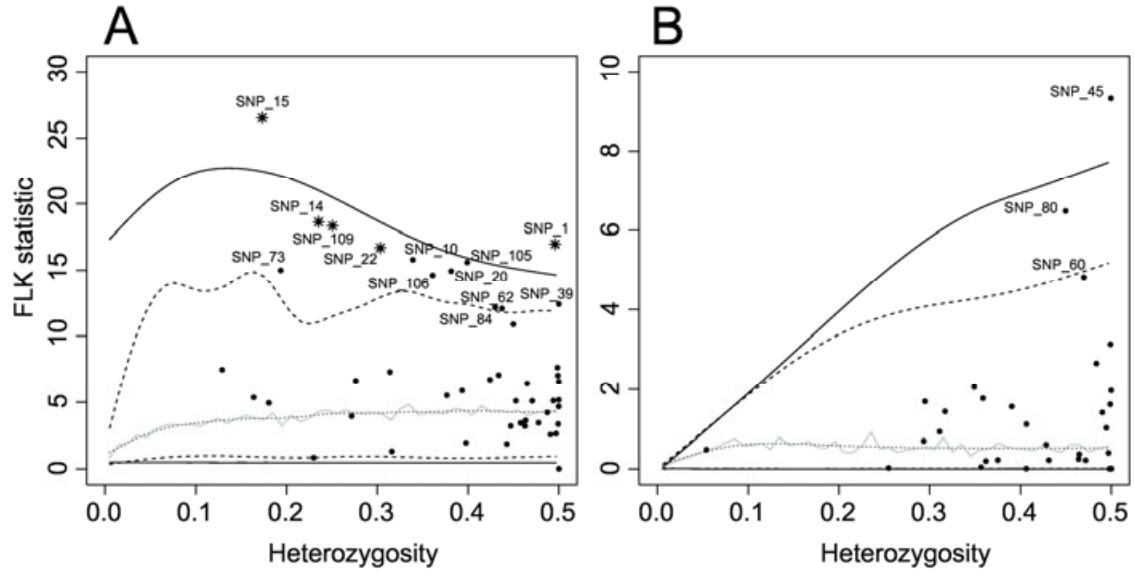 A
B
FLK statistic
30
25
20
15
10
5
0
SNP_15
SNP_14
SNP_109
SNP_22
SNP_73
SNP_10
SNP_105
SNP_1
SNP_20
SNP_106
SNP_62
SNP_39
SNP_84
0.0 0.1 0.2 0.3 0.4 0.5
Heterozygosity
10
8
6
4
2
0
SNP_45
SNP_80
SNP_60
0.0 0.1 0.2 0.3 0.4 0.5
Heterozygosity